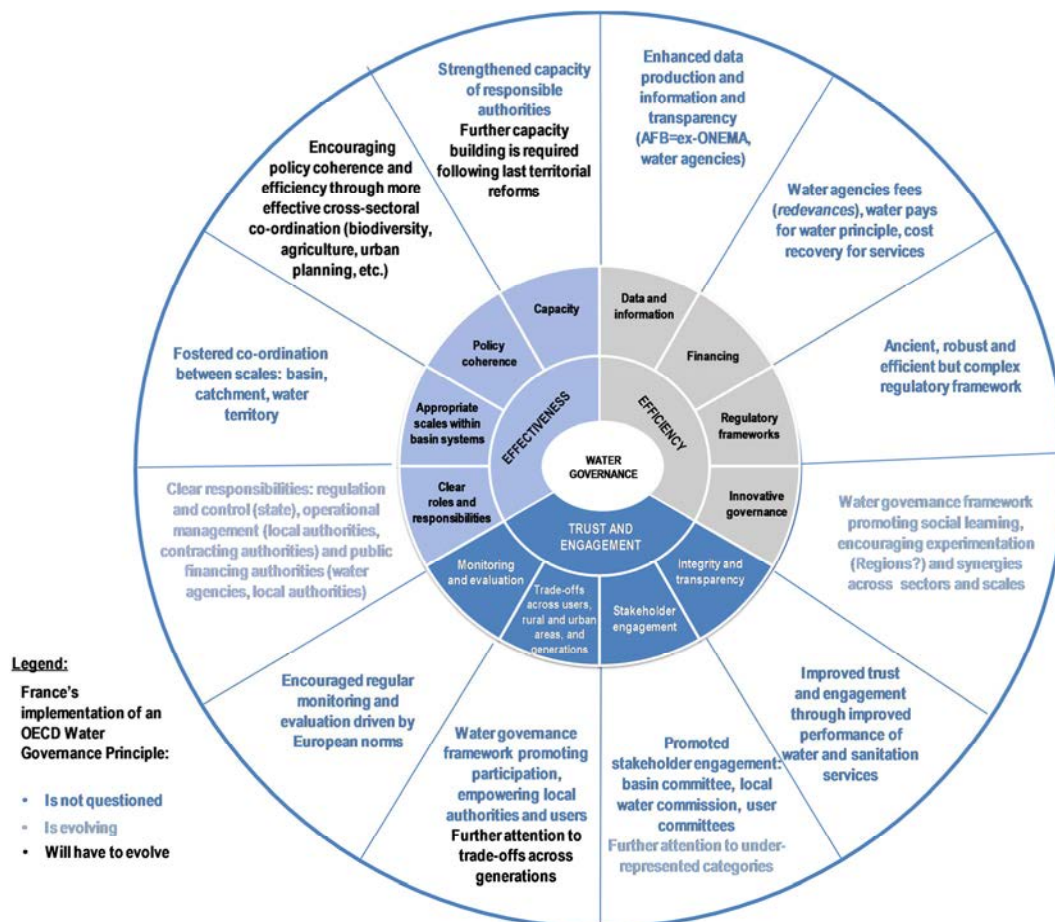 Strengthened capacity
of responsible
authorities
Further capacity
building is required
following last territorial
reforms
Enhanced data
production and
information and
transparency
(AFB=ex-ONEMA,
water agencies)
Water agencies fees
(redevances), water pays
for water principle, cost
recovery for services
Ancient, robust and
efficient but complex
regulatory framework
Water governance framework
promoting social learning,
encouraging experimentation
(Regions?) and synergies
across sectors and scales
Improved trust
and engagement
through improved
performance of
water and sanitation
services
Promoted
stakeholder engagement:
basin committee, local
water commission, user
committees
Further attention to under-
represented categories
Water governance
framework promoting
participation,
empowering local
authorities and users
Further attention to
trade-offs across
generations
Encouraged regular
monitoring and
evaluation driven by
European norms
Clear responsibilities: regulation
and control (state), operational
management (local authorities,
contracting authorities) and public
financing authorities (water
agencies, local authorities)
Fostered co-ordination
between scales: basin,
catchment, water
territory
Encouraging
policy coherence and
efficiency through more
effective cross-sectoral
co-ordination (biodiversity,
agriculture, urban
planning, etc.)
Capacity
Data and
information
Financing
Regulatory
frameworks
Innovative
governance
Integrity and
transparency
Stakeholder
engagement
Trade-offs
across users,
rural and urban
areas, and
generations
Monitoring
and evaluation
Clear
roles and
responsibilities
Appropriate
scales within
basin systems
Policy
coherence
EFFECTIVENESS
EFFICIENCY
TRUST AND
ENGAGEMENT
WATER
GOVERNANCE
Legend:
France's
implementation of an
OECD Water
Governance Principle:
• Is not questioned
• Is evolving
• Will have to evolve